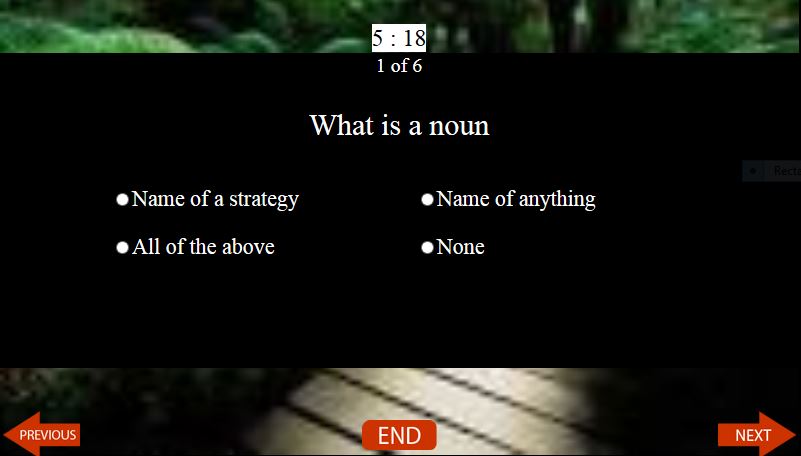 5 : 18
1 of 6
What is a noun
Name of a strategy
Name of anything
All of the above
None
PREVIOUS
END
NEXT